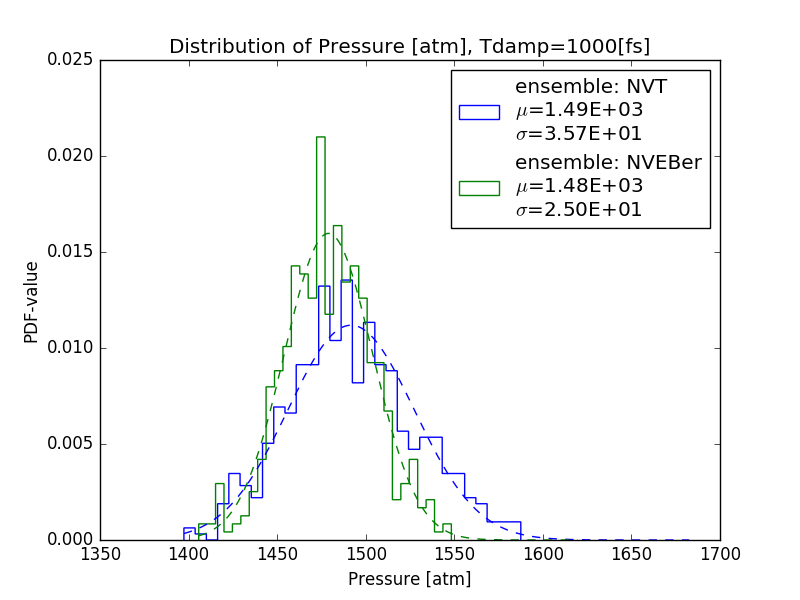 Distribution of Pressure [atm], Tdamp=1000[fs]
0.025
0.020
0.015
0.010
0.005
0.000
PDF-value
ensemble: NVT
μ=1.49E+03
σ=3.57E+01
ensemble: NVEBer
μ=1.48E+03
σ=2.50E+01
1350 1400 1450 1500 1550 1600 1650 1700
Pressure [atm]